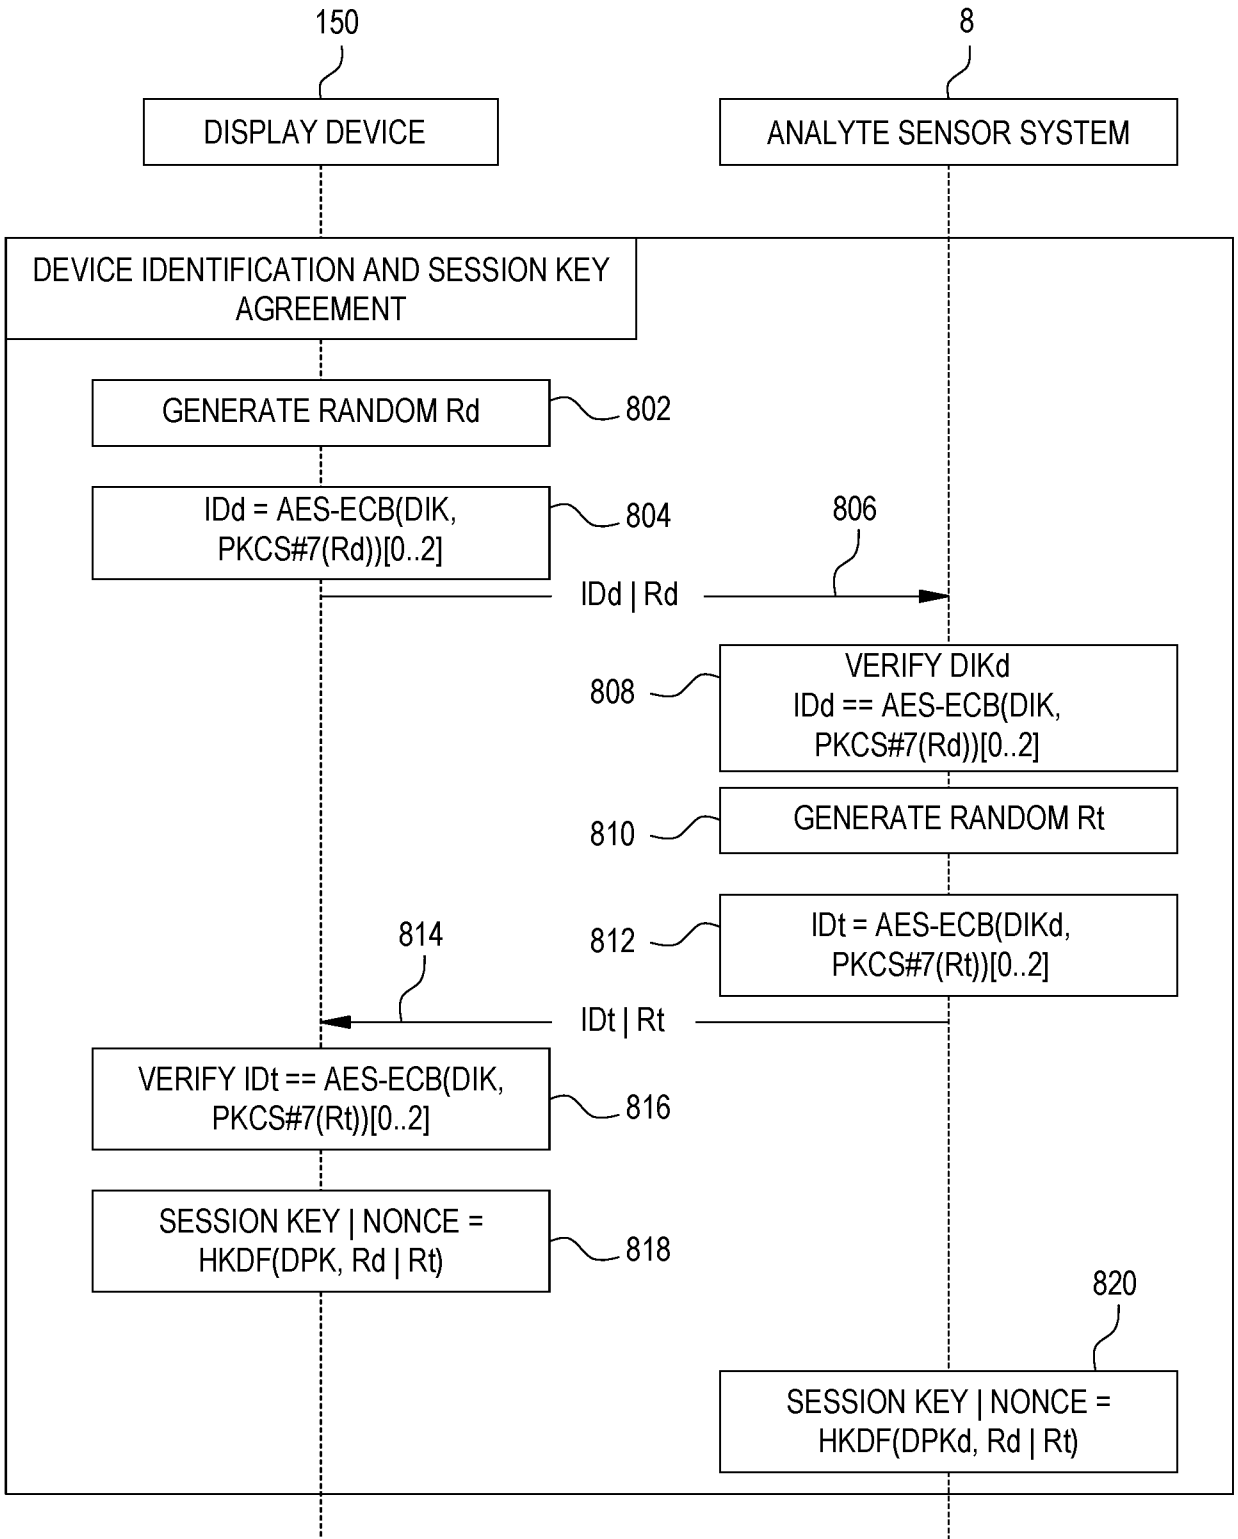 150
8
DISPLAY DEVICE
ANALYTE SENSOR SYSTEM
DEVICE IDENTIFICATION AND SESSION KEY
AGREEMENT
GENERATE RANDOM Rd
802
IDd = AES-ECB(DIK,
PKCS#7(Rd))[0..2]
804
806
IDd | Rd
VERIFY DIKd
IDd == AES-ECB(DIK,
PKCS#7(Rd))[0..2]
808
GENERATE RANDOM Rt
810
IDt = AES-ECB(DIKd,
PKCS#7(Rt))[0..2]
812
814
IDt | Rt
VERIFY IDt == AES-ECB(DIK,
PKCS#7(Rt))[0..2]
816
SESSION KEY | NONCE =
HKDF(DPK, Rd | Rt)
818
820
SESSION KEY | NONCE =
HKDF(DPKd, Rd | Rt)